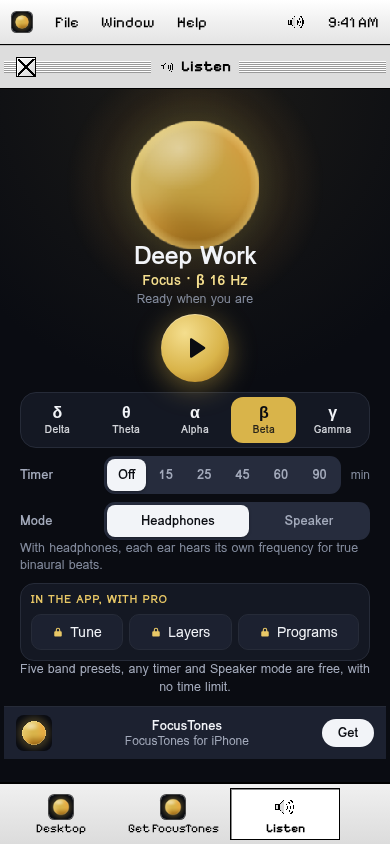 File Window Help 9:41 AM
Listen
Deep Work
Focus · β 16 Hz
Ready when you are
δ θ α β γ
Delta Theta Alpha Beta Gamma
Timer Off 15 25 45 60 90 min
Mode Headphones Speaker
With headphones, each ear hears its own frequency for true
binaural beats.
IN THE APP, WITH PRO
Tune Layers Programs
Five band presets, any timer and Speaker mode are free, with
no time limit.
FocusTones
FocusTones for iPhone
Get
Desktop Get FocusTones Listen